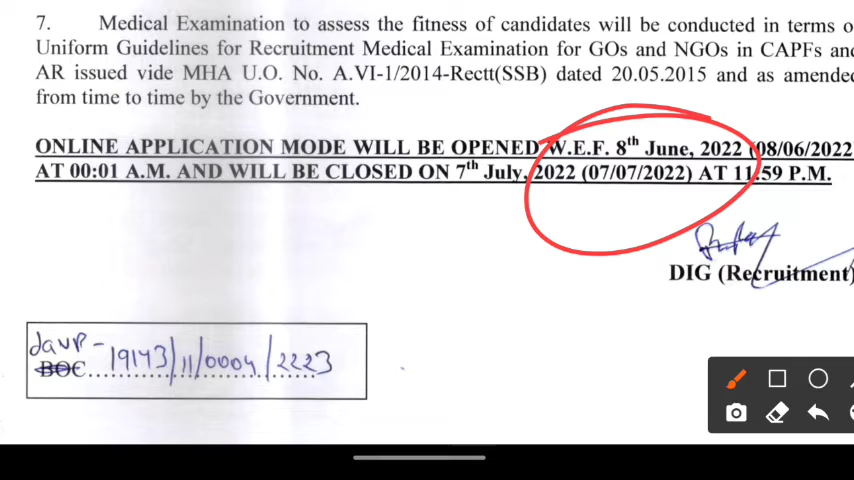 7. Medical Examination to assess the fitness of candidates will be conducted in terms o
Uniform Guidelines for Recruitment Medical Examination for GOs and NGOs in CAPFs and
AR issued vide MHA U.O. No. A.VI-1/2014-Rectt(SSB) dated 20.05.2015 and as amended
from time to time by the Government.
ONLINE APPLICATION MODE WILL BE OPENED W.E.F. 8th June, 2022 (08/06/2022
AT 00:01 A.M. AND WILL BE CLOSED ON 7th July, 2022 (07/07/2022) AT 11:59 P.M.
DIG (Recruitment)
davp -
BOC....19143/11/0004/2223